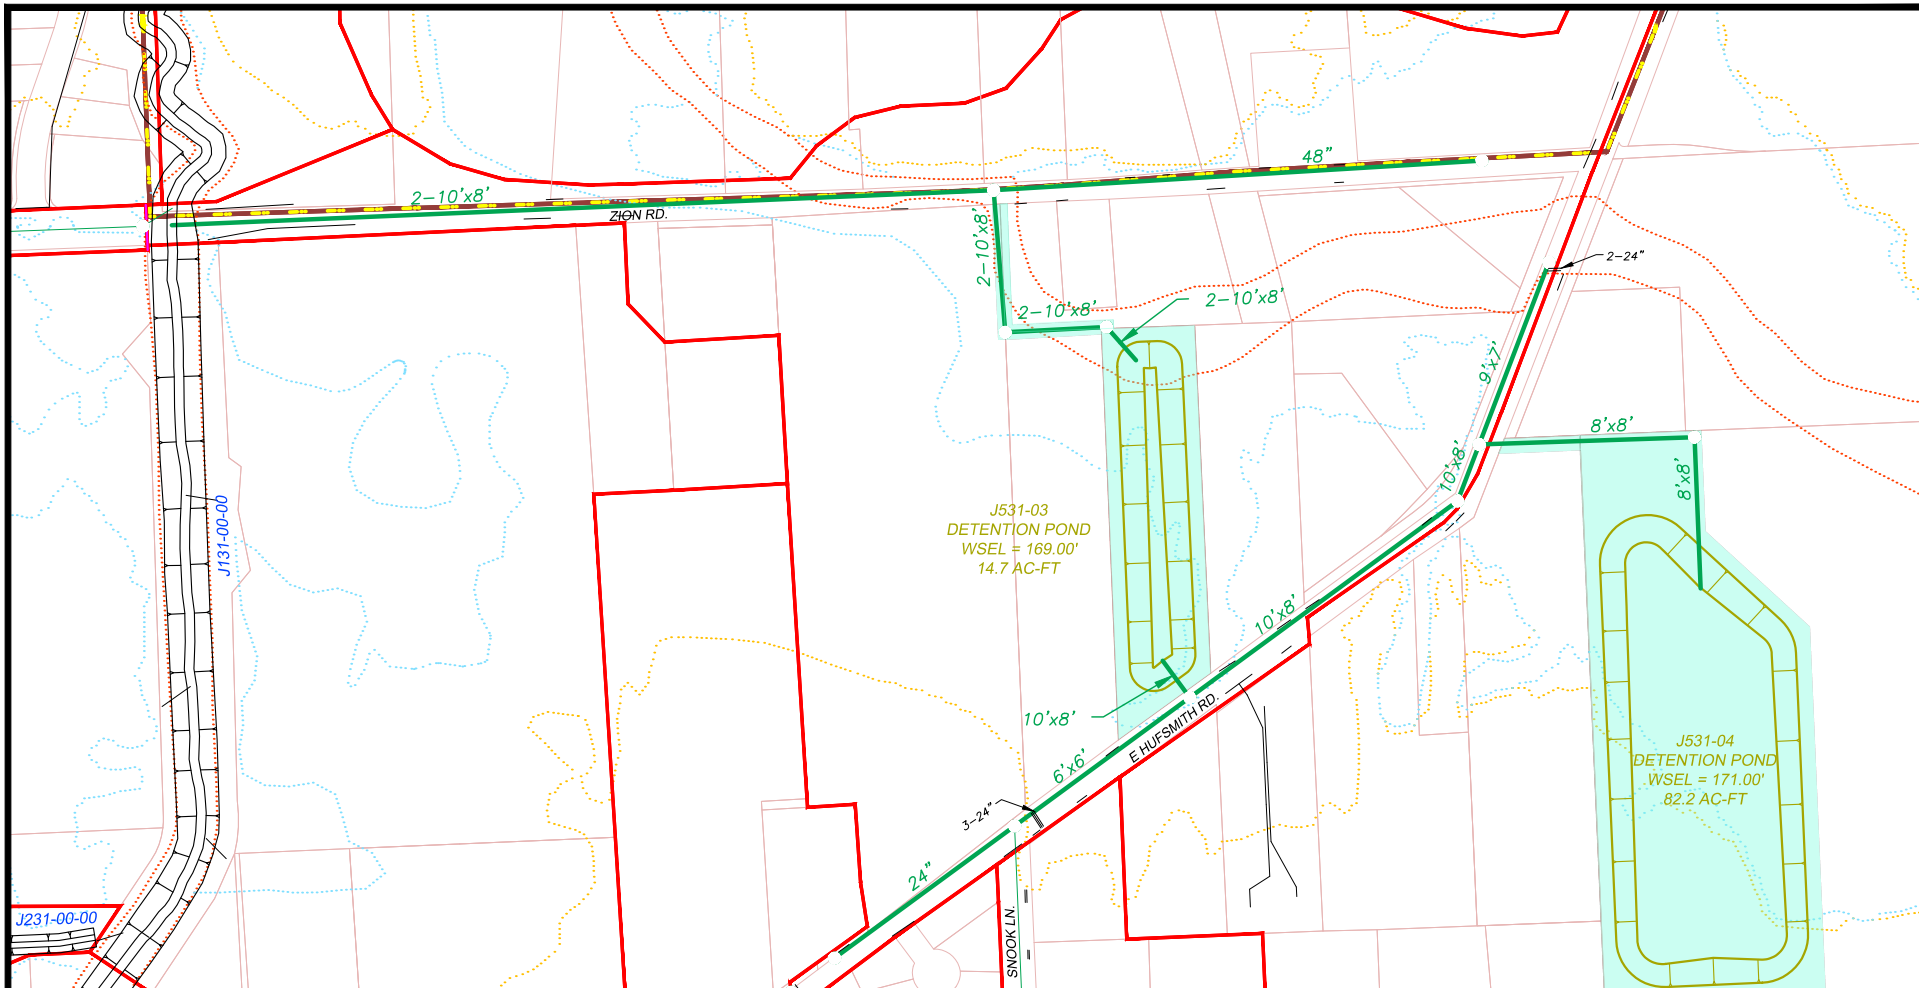 48”
2-10’x8’
ZION RD.
2-10’x8’
2-24”
2-10’x8’
2-10’x8’
9’x7’
8’x8’
10’x8’
8’x8’
J131-00-00
J531-03
DETENTION POND
WSEL = 169.00'
14.7 AC-FT
10’x8’
10’x8’
E HUFSMITH RD.
6’x6’
J531-04
DETENTION POND
WSEL = 171.00'
82.2 AC-FT
3-24”
24”
J231-00-00
SNOOK LN.